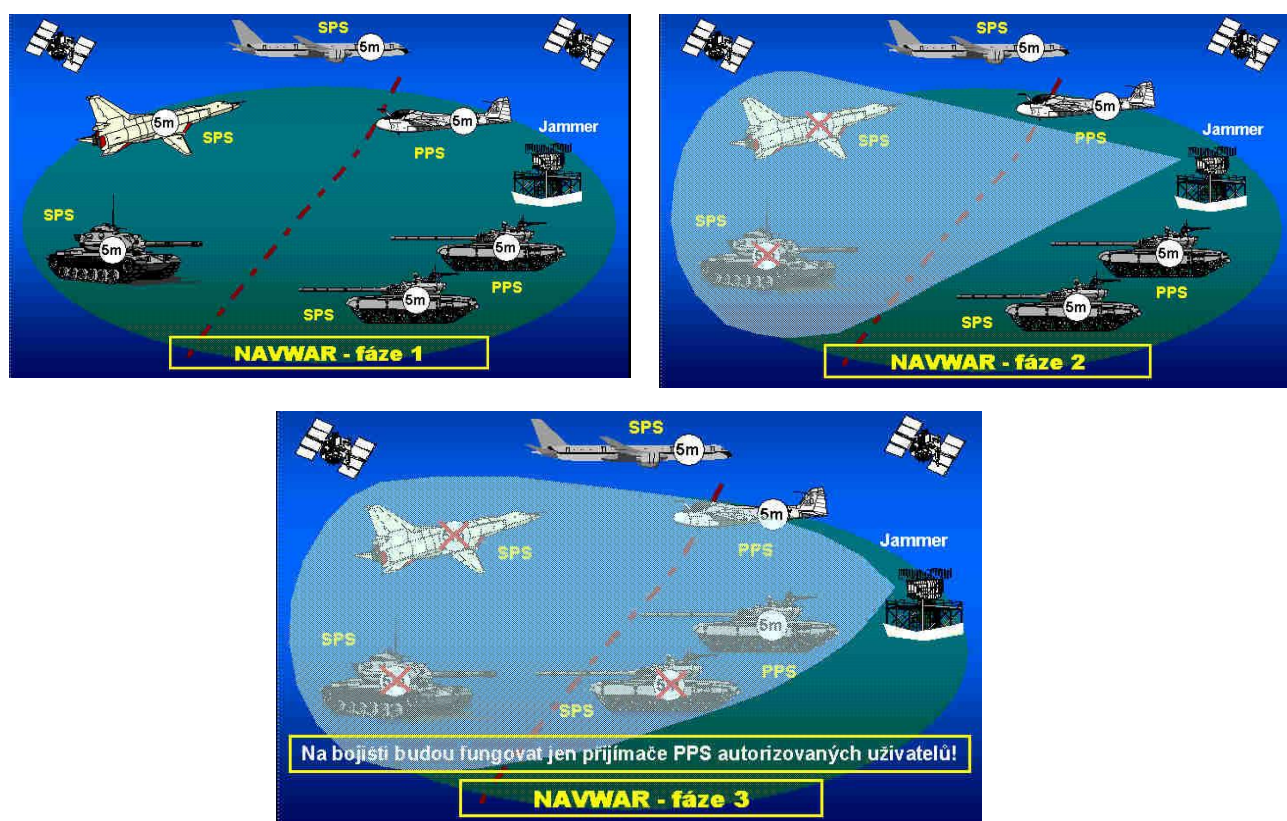 SPS
5m
5m
SPS
5m
PPS
Jammer
SPS
5m
5m
PPS
5m
SPS
NAVWAR - fáze 1
SPS
5m
5m
PPS
Jammer
SPS
SPS
5m
PPS
5m
SPS
NAVWAR - fáze 2
SPS
5m
5m
PPS
Jammer
SPS
5m
PPS
SPS
SPS
Na bojišti budou fungovat jen přijímače PPS autorizovaných uživatelů!
NAVWAR - fáze 3